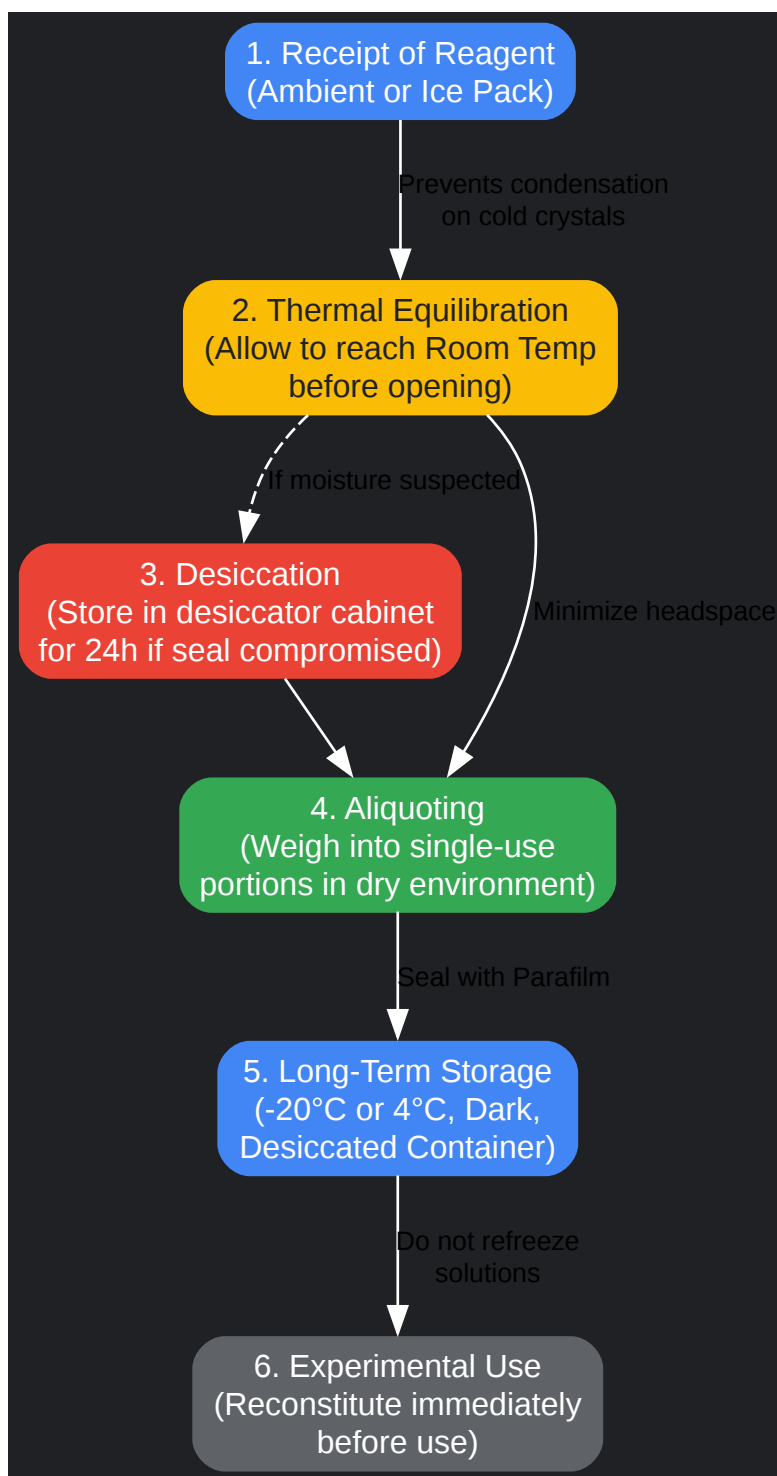 1. Receipt of Reagent
(Ambient or Ice Pack)
Prevents condensation
on cold crystals
2. Thermal Equilibration
(Allow to reach Room Temp
before opening)
If moisture suspected
3. Desiccation
(Store in desiccator cabinet
for 24h if seal compromised)
Minimize headspace
4. Aliquoting
(Weigh into single-use
portions in dry environment)
Seal with Parafilm
5. Long-Term Storage
(-20°C or 4°C, Dark,
Desiccated Container)
Do not refreeze
solutions
6. Experimental Use
(Reconstitute immediately
before use)